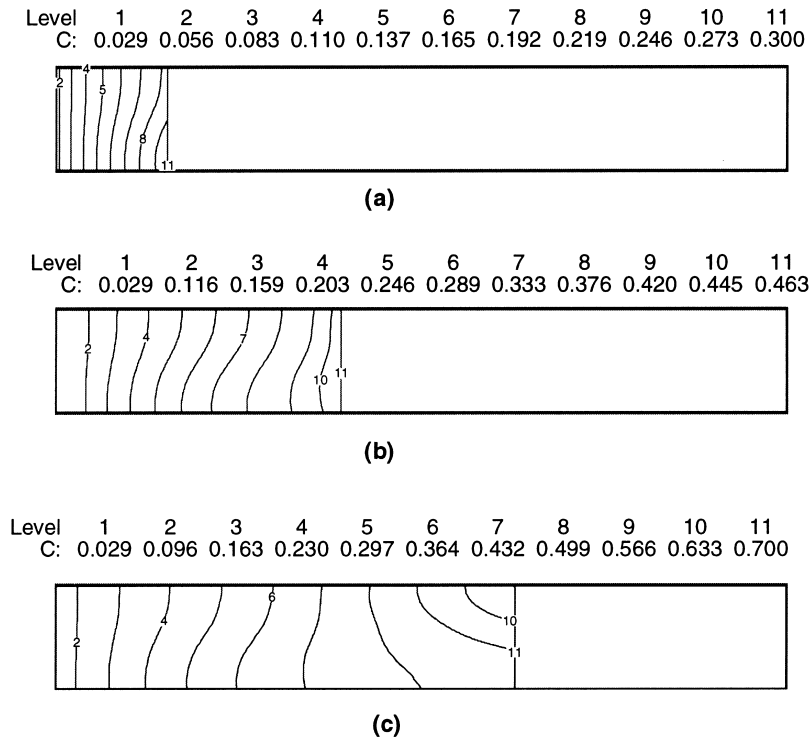 Level 1 2 3 4 5 6 7 8 9 10 11
C: 0.029 0.056 0.083 0.110 0.137 0.165 0.192 0.219 0.246 0.273 0.300
2 4 5 8 11
(a)
Level 1 2 3 4 5 6 7 8 9 10 11
C: 0.029 0.116 0.159 0.203 0.246 0.289 0.333 0.376 0.420 0.445 0.463
2 4 7 10 11
(b)
Level 1 2 3 4 5 6 7 8 9 10 11
C: 0.029 0.096 0.163 0.230 0.297 0.364 0.432 0.499 0.566 0.633 0.700
2 4 6 10 11
(c)